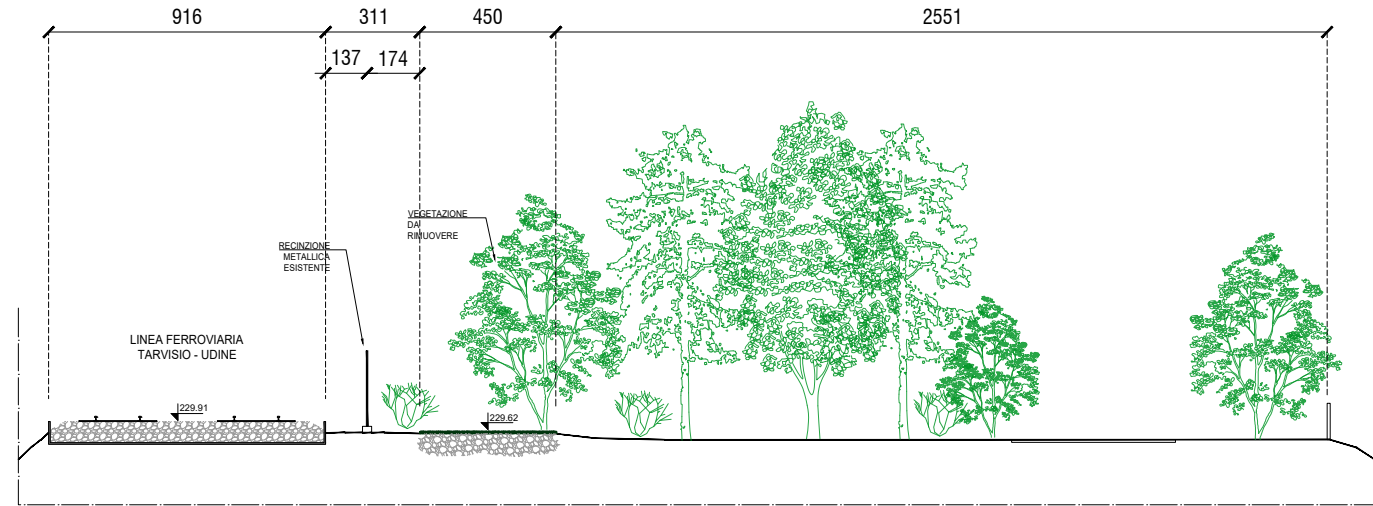 916
311
450
2551
137
174
VEGETAZIONE
DA
RIMUOVERE
RECINZIONE
METALLICA
ESISTENTE
LINEA FERROVIARIA
TARVISIO - UDINE
229.91
229.62